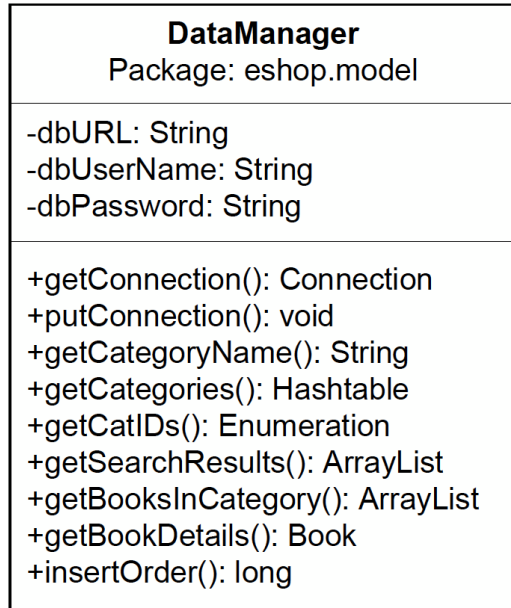 DataManager
Package: eshop.model
-dbURL: String
-dbUserName: String
-dbPassword: String
+getConnection(): Connection
+putConnection(): void
+getCategoryName(): String
+getCategories(): Hashtable
+getCatIDs(): Enumeration
+getSearchResults(): ArrayList
+getBooksInCategory(): ArrayList
+getBookDetails(): Book
+insertOrder(): long